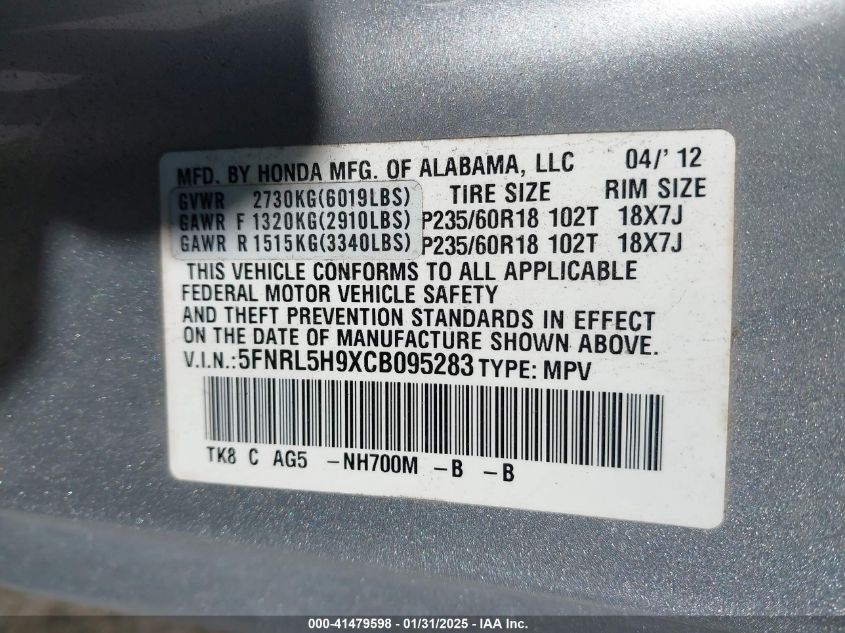 MFD. BY HONDA MFG. OF ALABAMA, LLC 04/' 12
GVWR 2730KG(6019LBS) TIRE SIZE RIM SIZE
GAWR F 1320KG(2910LBS) P235/60R18 102T 18X7J
GAWR R 1515KG(3340LBS) P235/60R18 102T 18X7J
THIS VEHICLE CONFORMS TO ALL APPLICABLE
FEDERAL MOTOR VEHICLE SAFETY
AND THEFT PREVENTION STANDARDS IN EFFECT
ON THE DATE OF MANUFACTURE SHOWN ABOVE.
V.I.N.:5FNRL5H9XCB095283 TYPE: MPV
TK8 C AG5 -NH700M -B -B
000-41479598 - 01/31/2025 - IAA Inc.